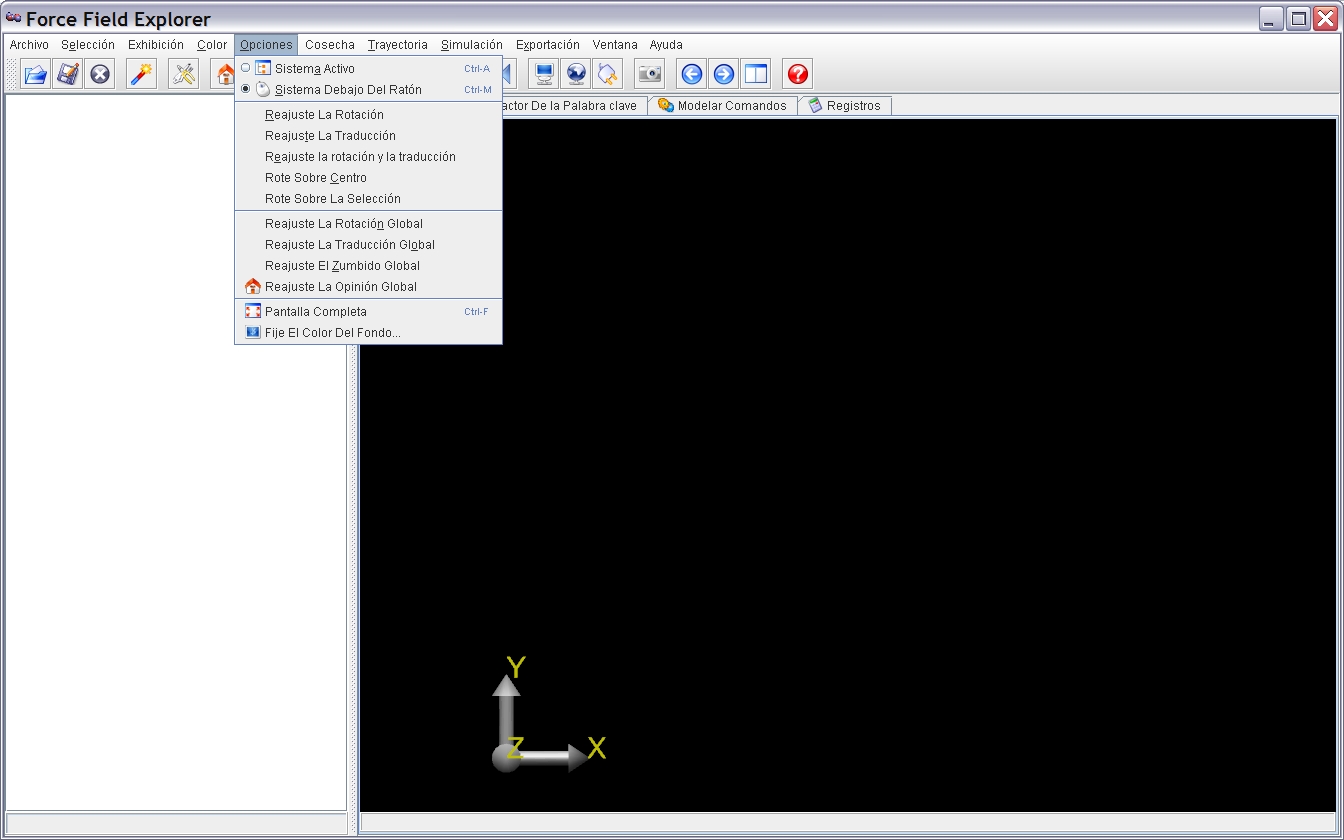 Force Field Explorer
Archivo Selección Exhibición Color Opciones Cosecha Trayectoria Simulación Exportación Ventana Ayuda
Sistema Activo Ctrl-A
Sistema Debajo Del Ratón Ctrl-M
de la Palabra clave Modelar Comandos Registros
Reajuste La Rotación
Reajuste La Traducción
Reajuste la rotación y la traducción
Rote Sobre Centro
Rote Sobre La Selección
Reajuste La Rotación Global
Reajuste La Traducción Global
Reajuste El Zumbido Global
Reajuste La Opinión Global
Pantalla Completa Ctrl-F
Fije El Color Del Fondo...
Y
Z X